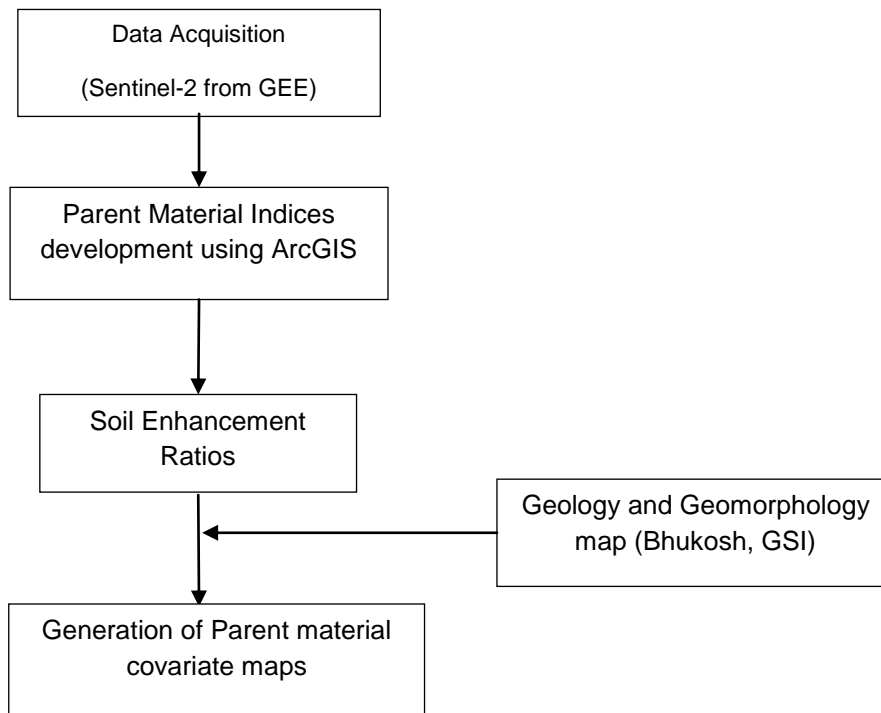 Data Acquisition
(Sentinel-2 from GEE)
Parent Material Indices
development using ArcGIS
Soil Enhancement
Ratios
Geology and Geomorphology
map (Bhukosh, GSI)
Generation of Parent material
covariate maps